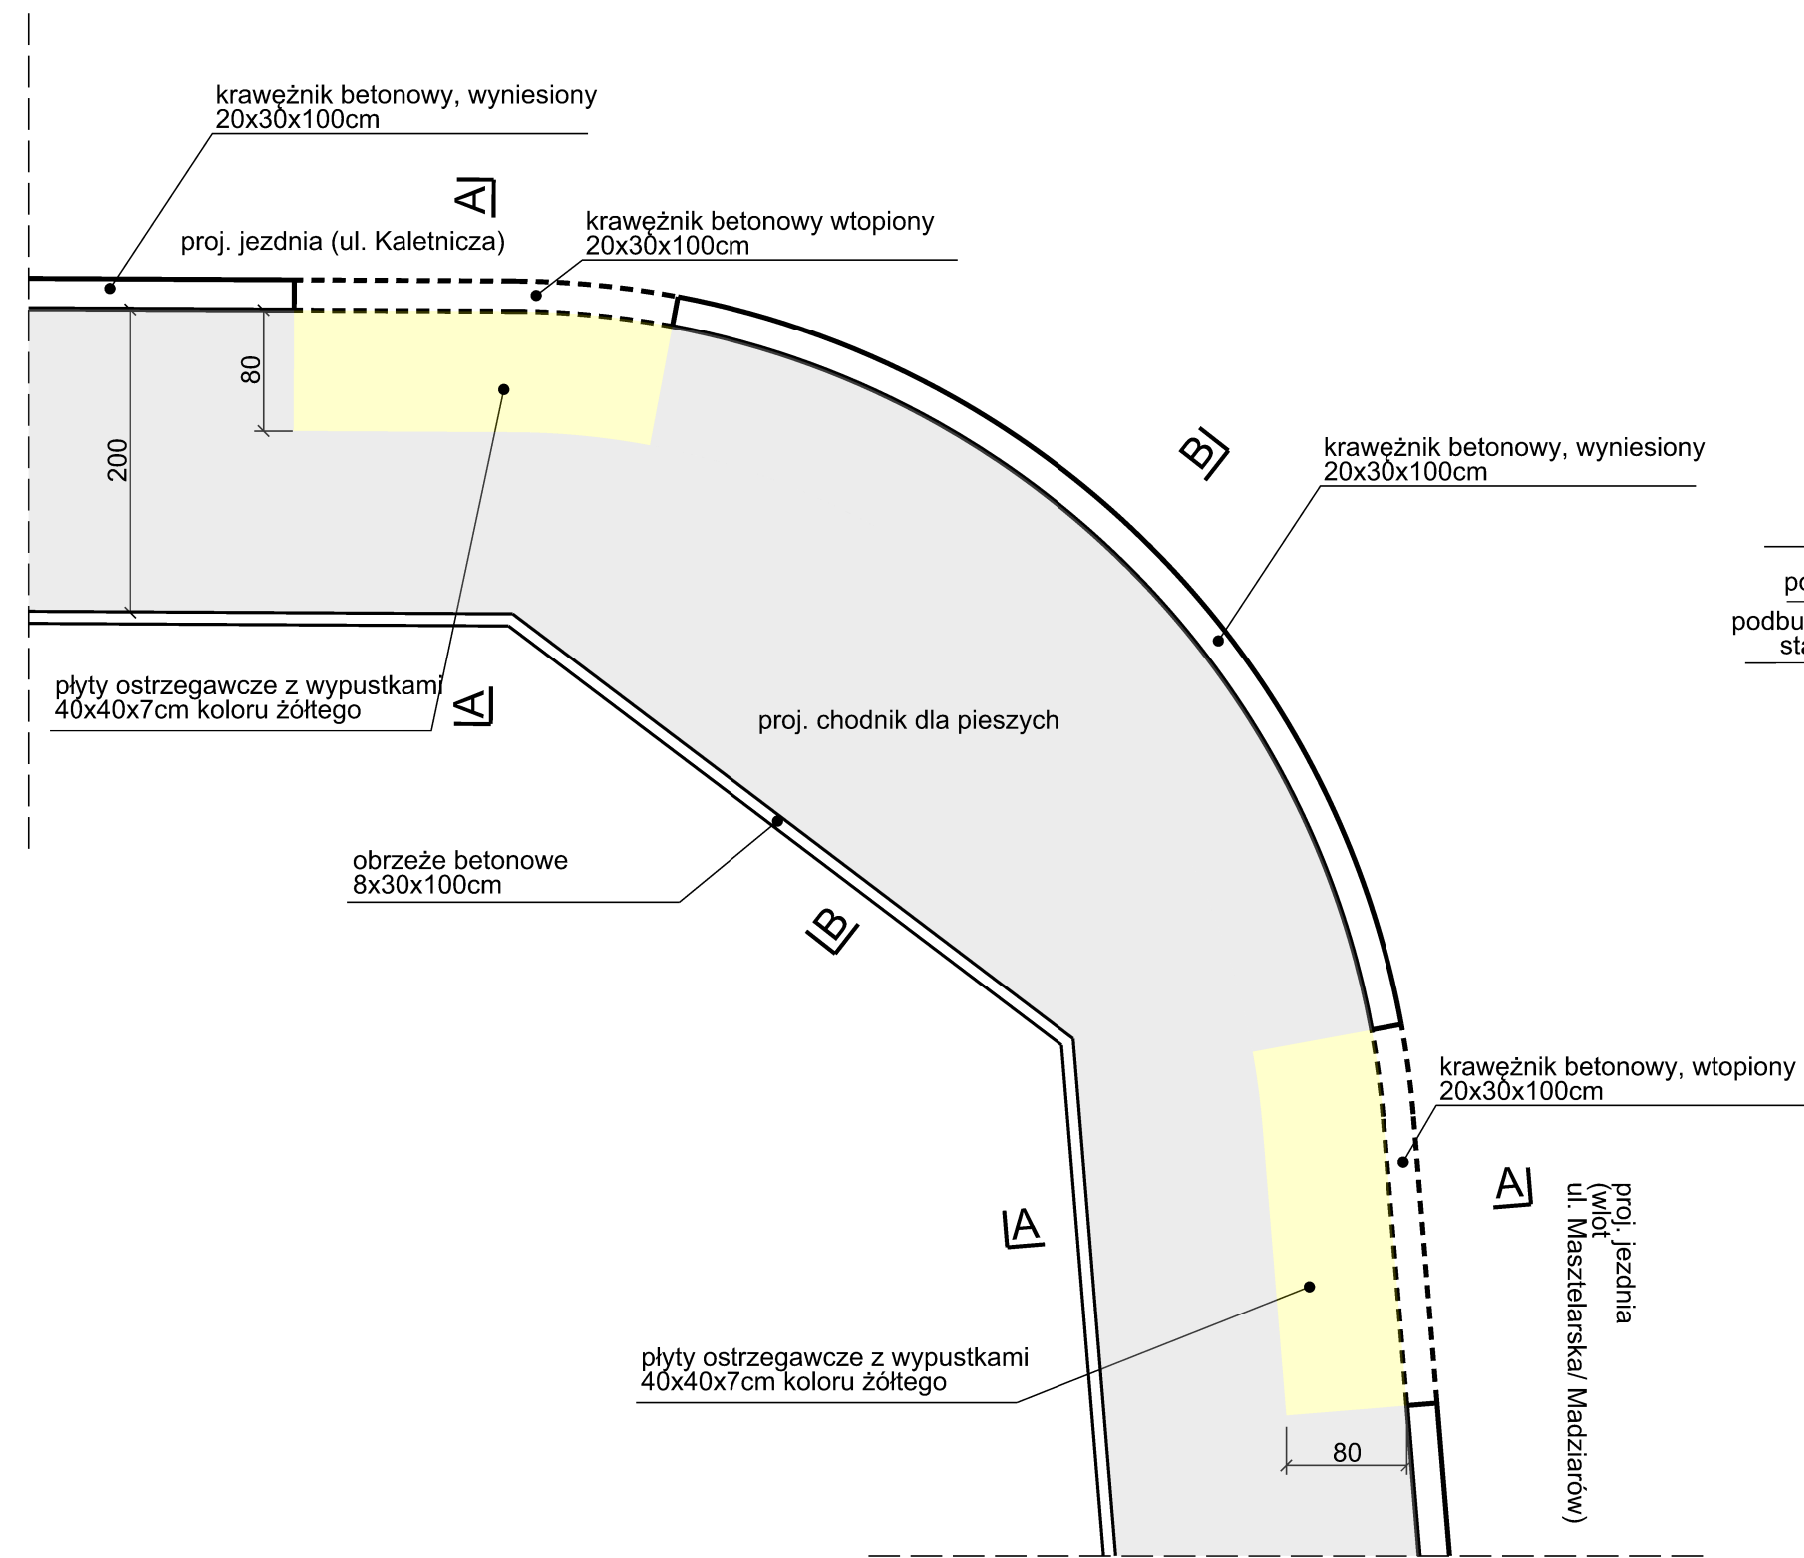 krawężnik betonowy, wyniesiony
20x30x100cm
A
krawężnik betonowy wtopiony
20x30x100cm
proj. jezdnia (ul. Kaletnicza)
80
200
B
krawężnik betonowy, wyniesiony
20x30x100cm
płyty ostrzegawcze z wypustkami
40x40x7cm koloru żółtego
A
proj. chodnik dla pieszych
obrzeże betonowe
8x30x100cm
B
krawężnik betonowy, wtopiony
20x30x100cm
A
A
proj. jezdnia
(wlot
ul. Masztelarska/ Madziarów)
płyty ostrzegawcze z wypustkami
40x40x7cm koloru żółtego
80